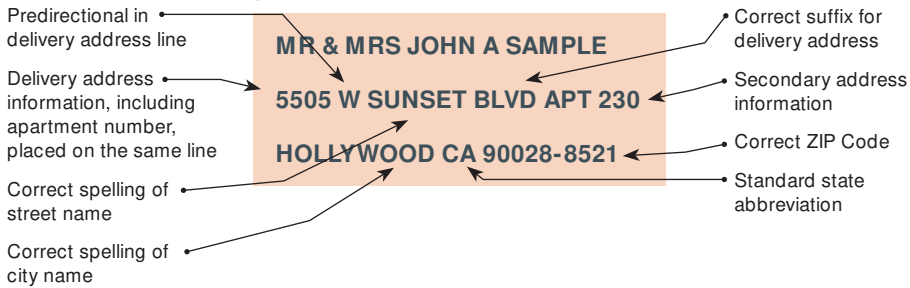 Predirectional in
delivery address line
Delivery address
information, including
apartment number,
placed on the same line
Correct spelling of
street name
Correct spelling of
city name
MR & MRS JOHN A SAMPLE
5505 W SUNSET BLVD APT 230
HOLLYWOOD CA 90028-8521
Correct suffix for
delivery address
Secondary address
information
Correct ZIP Code
Standard state
abbreviation